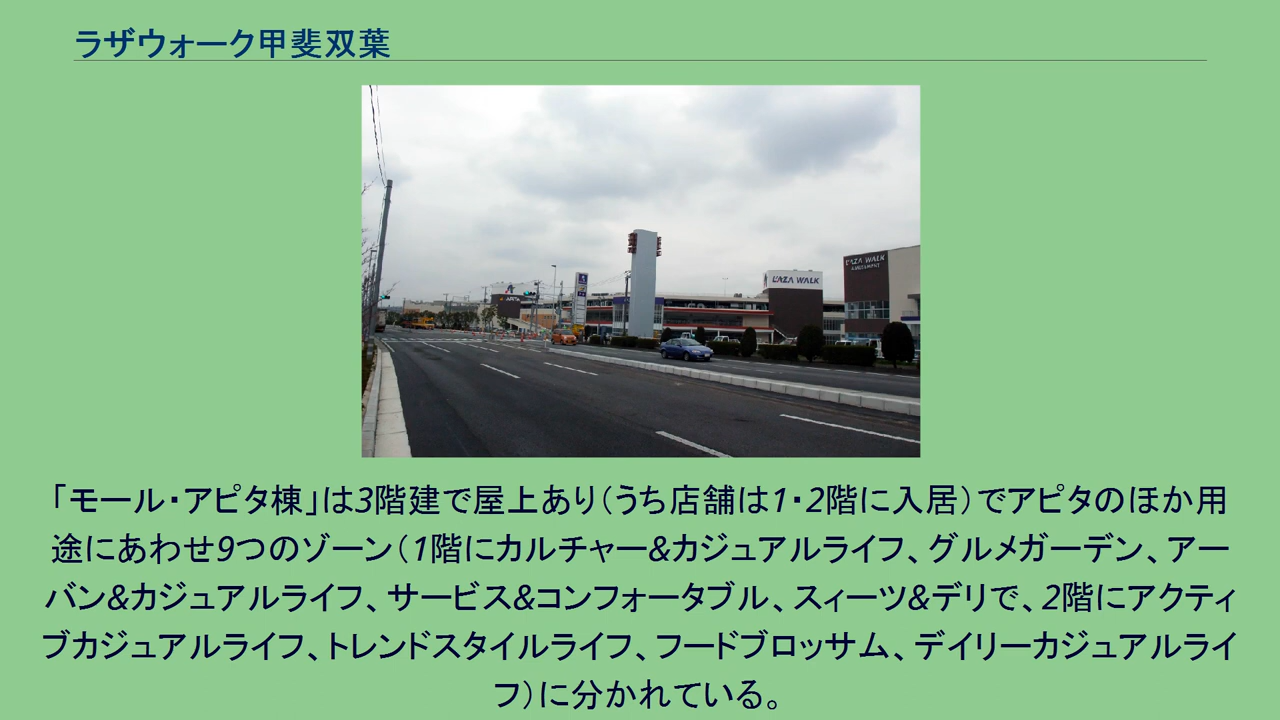 ラザウォーク甲斐双葉
APITA
L'AZA WALK
L'AZA WALK
「モール・アピタ棟」は3階建で屋上あり（うち店舗は1・2階に入居）でアピタのほか用
途にあわせ9つのゾーン（1階にカルチャー&カジュアルライフ、グルメガーデン、アー
バン&カジュアルライフ、サービス&コンフォータブル、スィーツ&デリで、2階にアクティ
ブカジュアルライフ、トレンドスタイルライフ、フードブロッサム、デイリーカジュアルライ
フ）に分かれている。